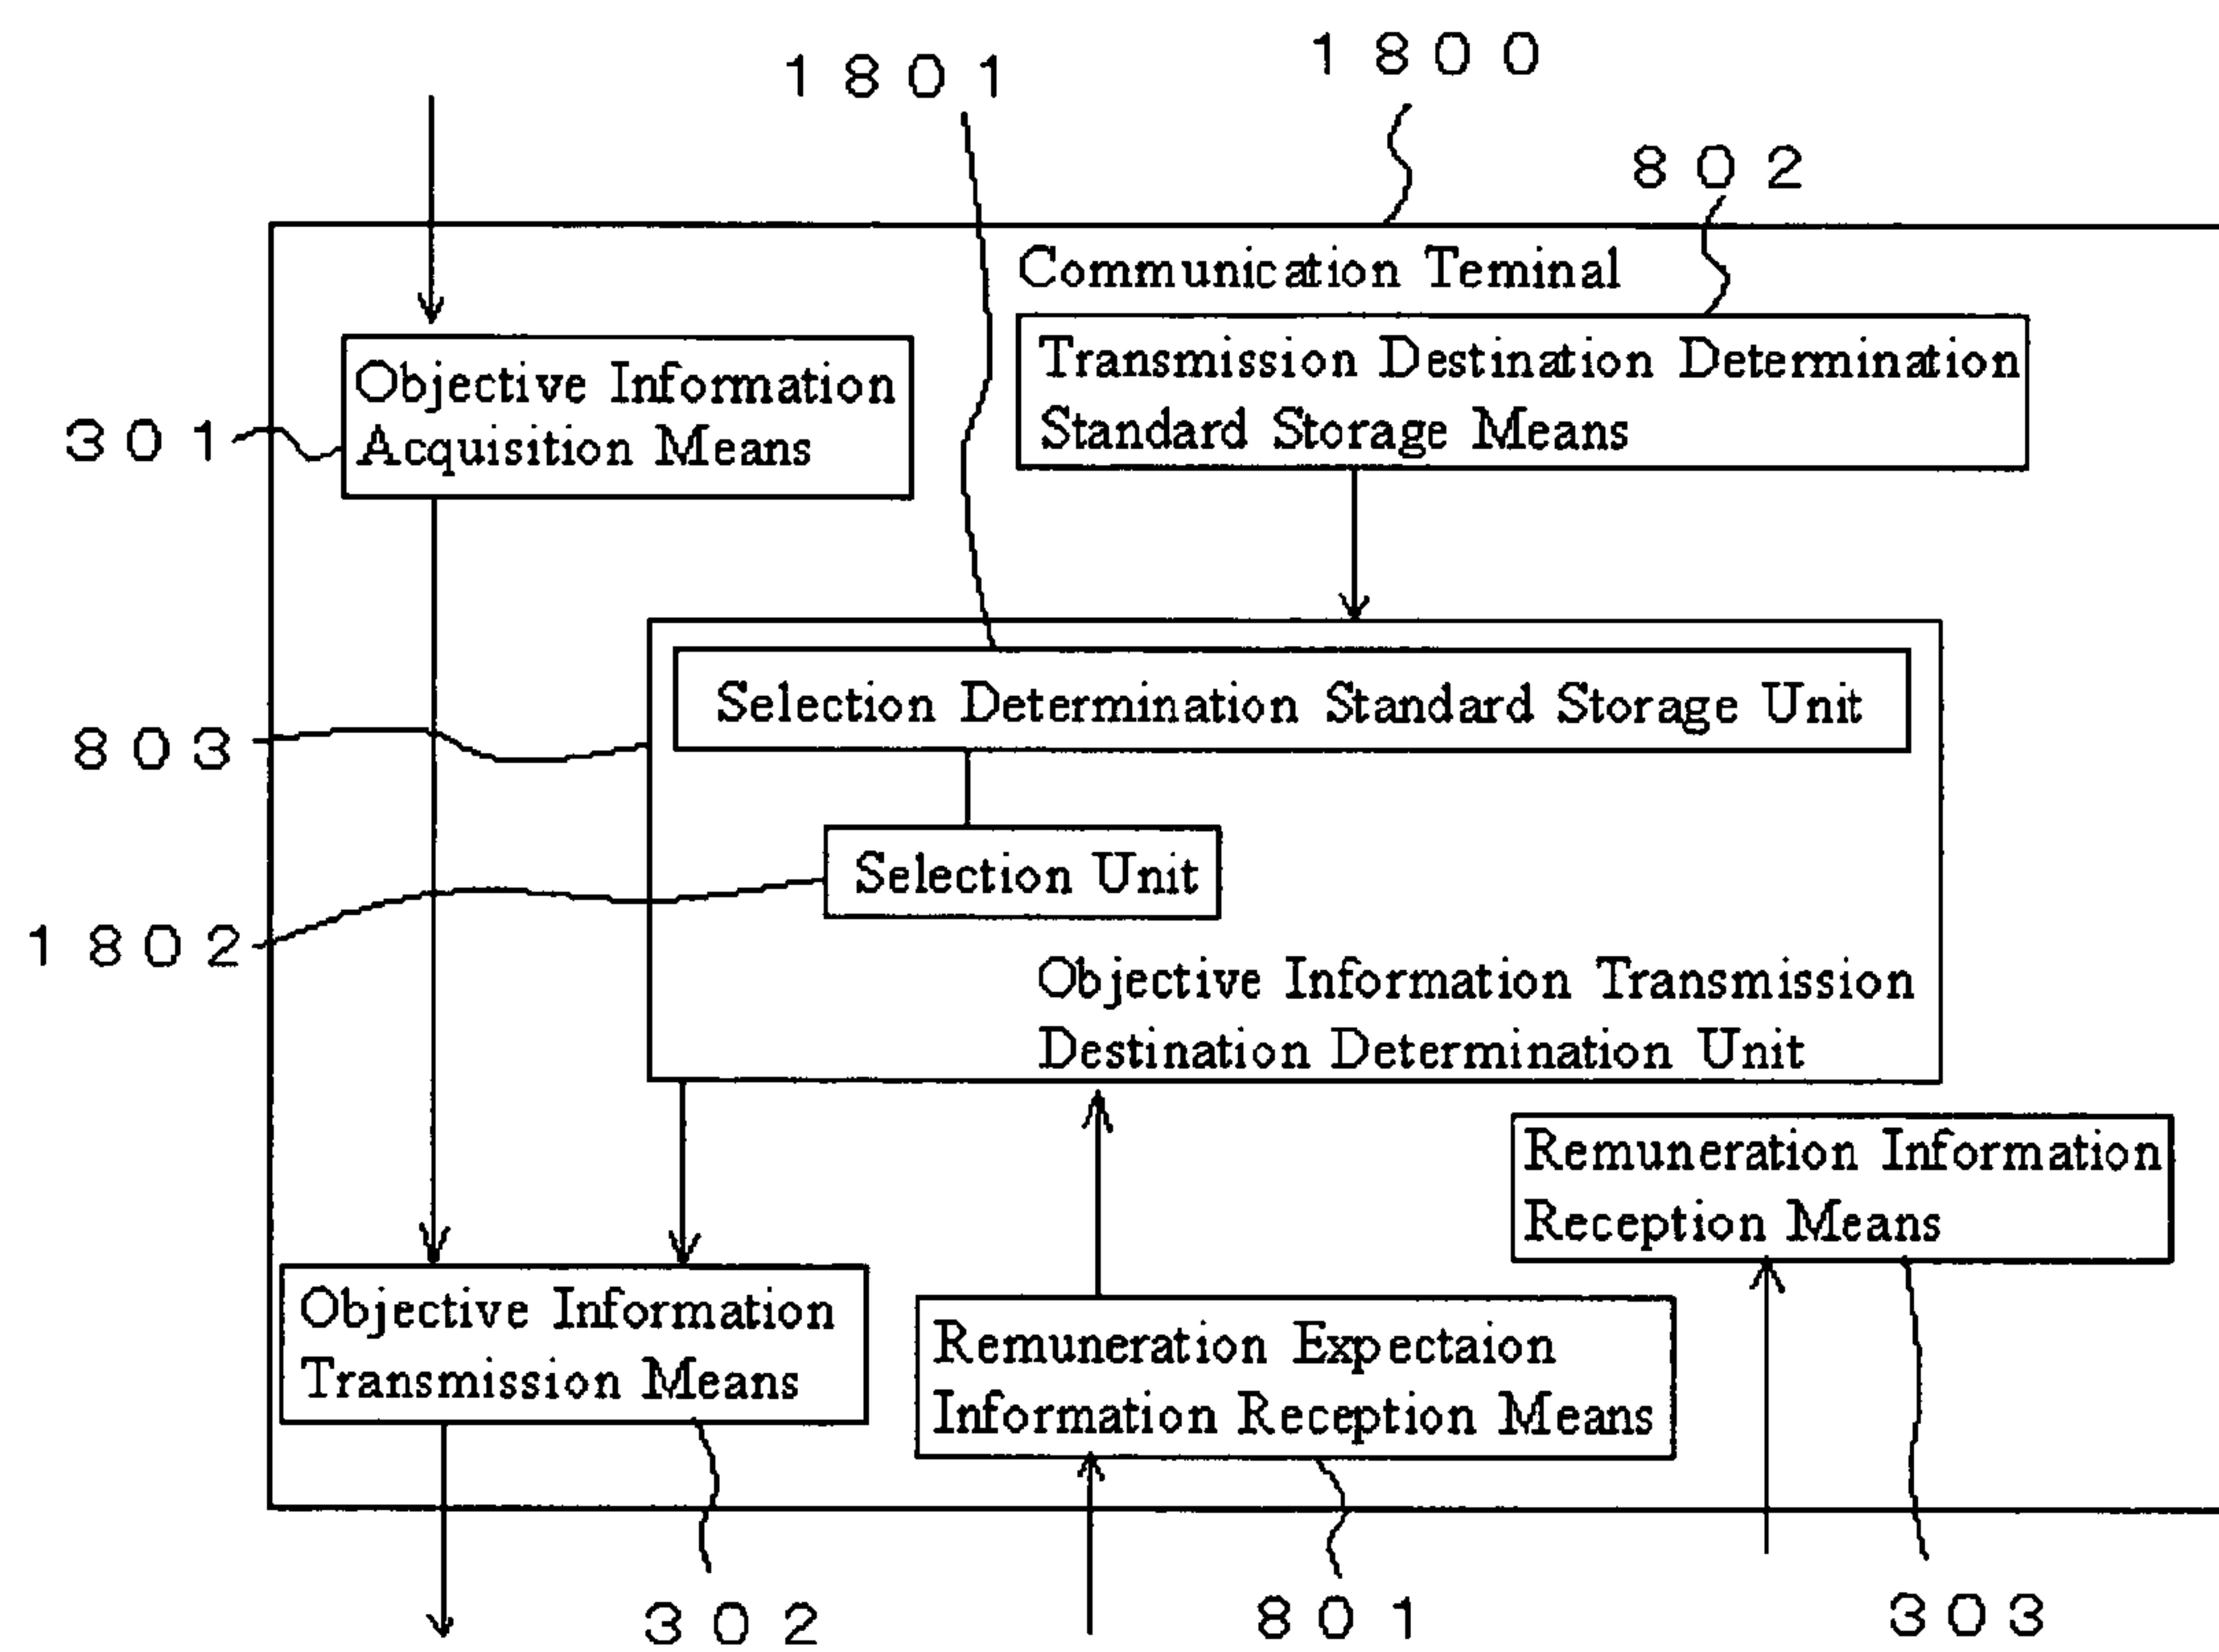 1800
1801
802
Communication Teminal
Transmission Destination Determination
Standard Storage Means
Objective Information
Acquisition Means
301
Selection Determination Standard Storage Unit
803
Selection Unit
1802
Objective Information Transmission
Destination Determination Unit
Remuneration Information
Reception Means
Objective Information
Transmission Means
Remuneration Expectaion
Information Reception Means
302
801
303